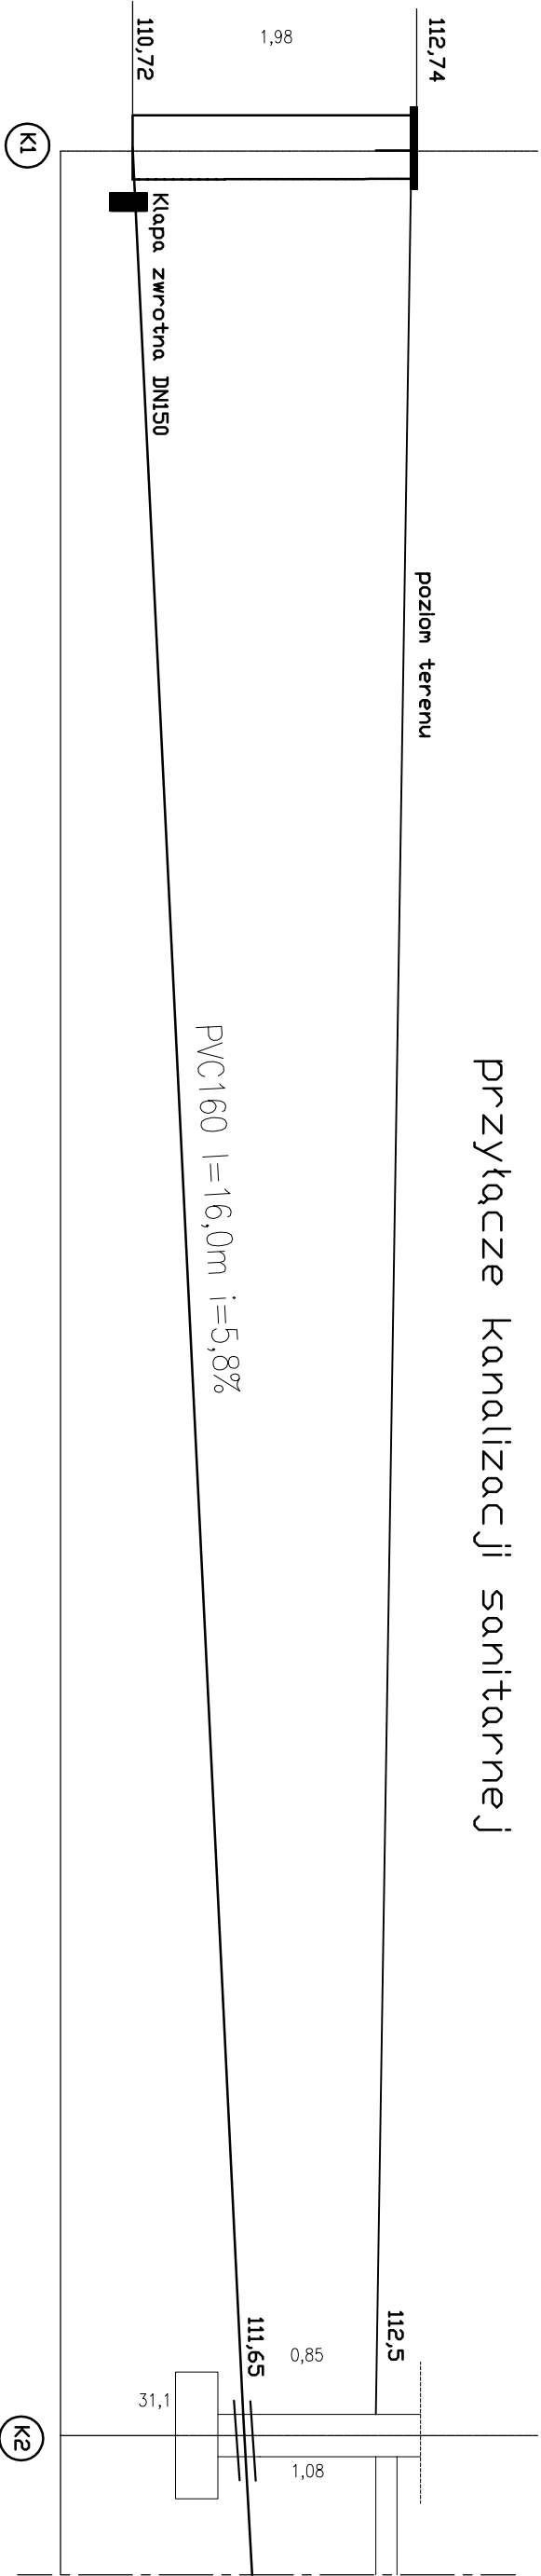 przyłącze kanalizacji sanitarnej
112,74
poziom terenu
112,5
1,98
0,85
1,08
110,72
Klapa zwrotna DN150
PVC160 l=16,0m i=5,8%
111,65
31,1
K1
K2